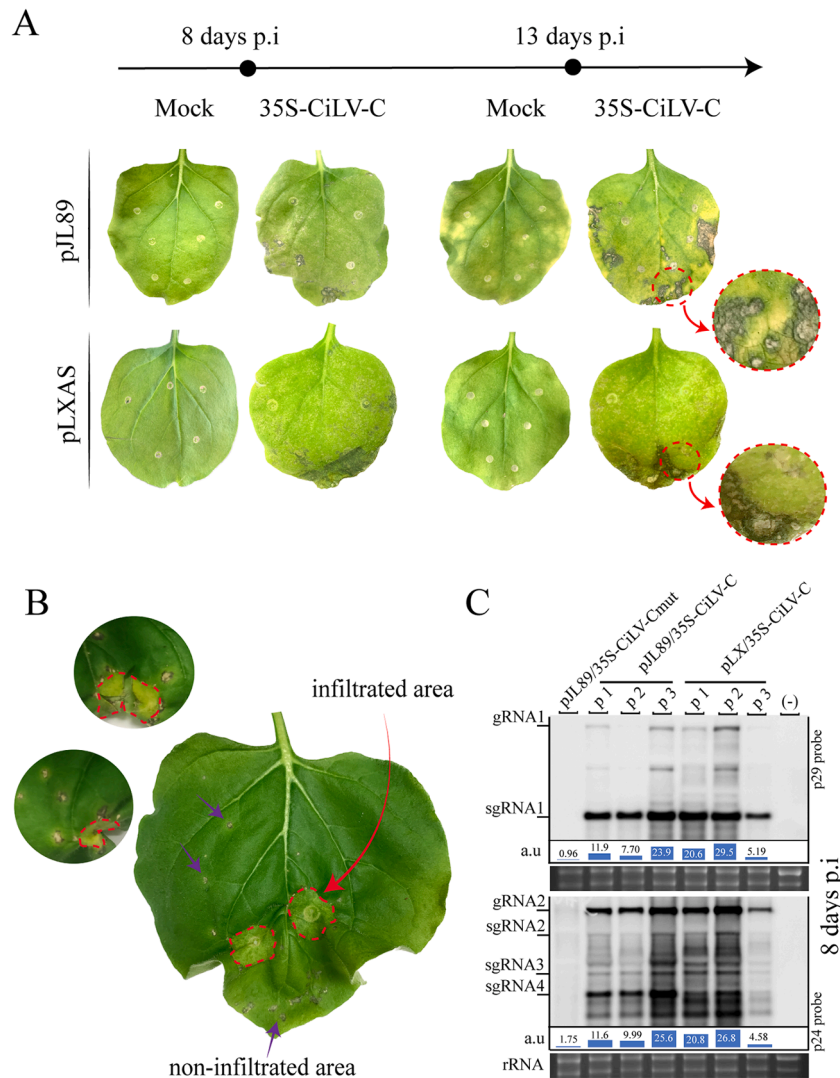 A
8 days p.i
13 days p.i
Mock
35S-CiLV-C
Mock
35S-CiLV-C
pJL89
pLXAS
B
infiltrated area
non-infiltrated area
C
pJL89/35S-CiLV-Cmut
pJL89/35S-CiLV-C
pLX/35S-CiLV-C
[ ] [p 1] [p 2] [p 3] [p 1] [p 2] [p 3] (-)
gRNA1
sgRNA1
p29 probe
a.u 0.96 11.9 7.70 23.9 20.6 29.5 5.19
gRNA2
sgRNA2
sgRNA3
sgRNA4
p24 probe
a.u 1.75 11.6 9.99 25.6 20.8 26.8 4.58
rRNA
8 days p.i